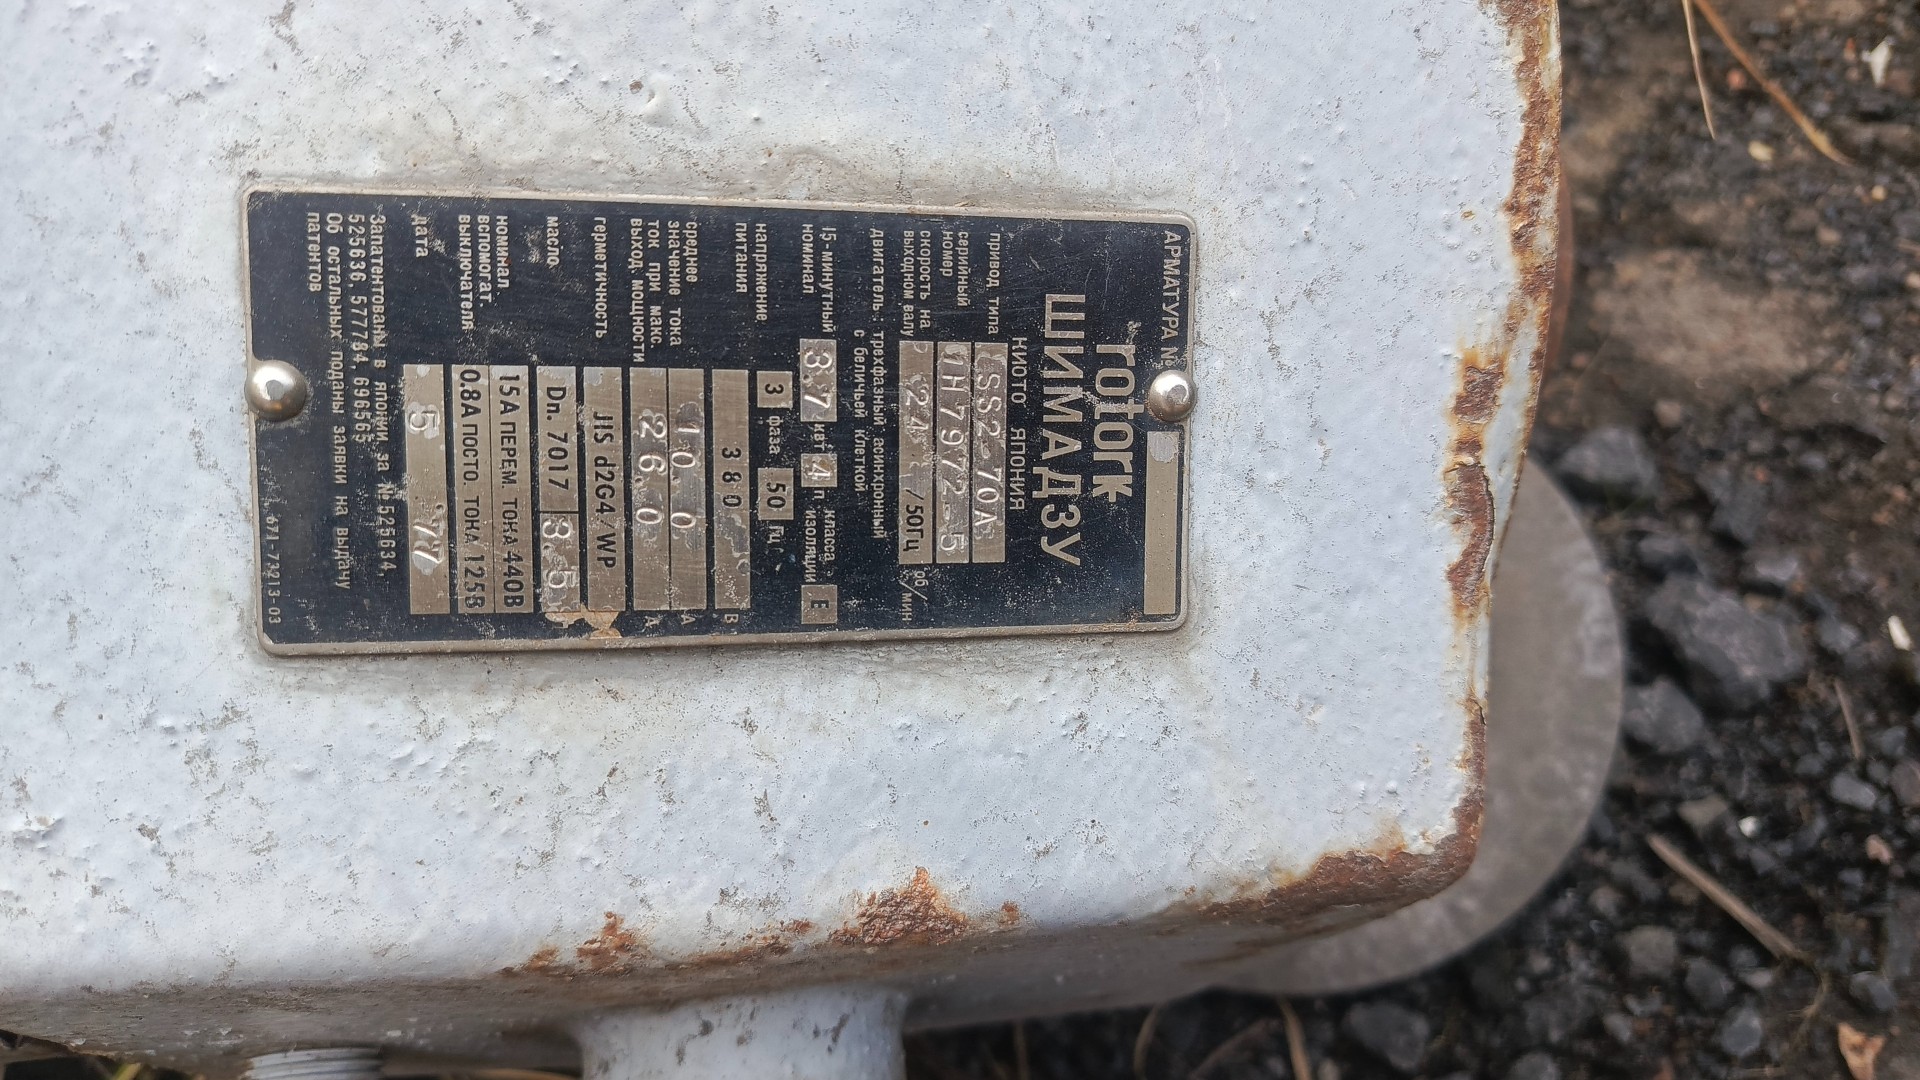 АРМАТУРА №
rotork
ШИМАДЗУ
КИОТО ЯПОНИЯ
привод типа SS2-70A
серийный номер H7972-5
скорость на выходном валу 24 /50Гц об/мин
двигатель: трехфазный асинхронный
с беличьей клеткой
15-минутный номинал 3.7 квт 4 п класса изоляции E
3 фаза 50 Гц
напряжение питания 380 В
среднее значение тока 10.0 А
ток при макс. выход. мощности 26.0 А
герметичность JIS d2G4/WP
масло Dn. 7017 3.5
номинал вспомогат. выключателя 15А ПЕРЕМ. ТОКА 440В
0.8А ПОСТО. ТОКА 125В
дата 5 '77
Запатентованы в японии за №525634,
525636, 577784, 696565
Об остальных поданы заявки на выдачу
патентов
671-73213-03